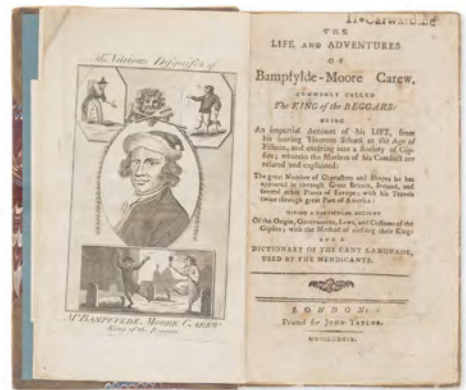 The Various Disguises of
Mr. BAMPFYLDE MOORE CAREW
King of the Beggars
H. Carwardine
THE
LIFE AND ADVENTURES
OF
Bampfylde-Moore Carew,
COMMONLY CALLED
The KING of the BEGGARS:
BEING
An impartial Account of his LIFE, from
his leaving Tiverton School at the Age of
Fifteen, and entering into a Society of Gip-
sies; wherein the Motives of his Conduct are
related and explained:
The great Number of Characters and Shapes he has
appeared in through Great Britain, Ireland, and
several other Places of Europe: with his Travels
twice through great Part of America:
GIVING A PARTICULAR ACCOUNT
Of the Origin, Government, Laws, and Customs of the
Gipsies; with the Method of electing their Kings
AND A
DICTIONARY OF THE CANT LANGUAGE,
USED BY THE MENDICANTS.
LONDON:
Printed for JOHN TAYLOR.